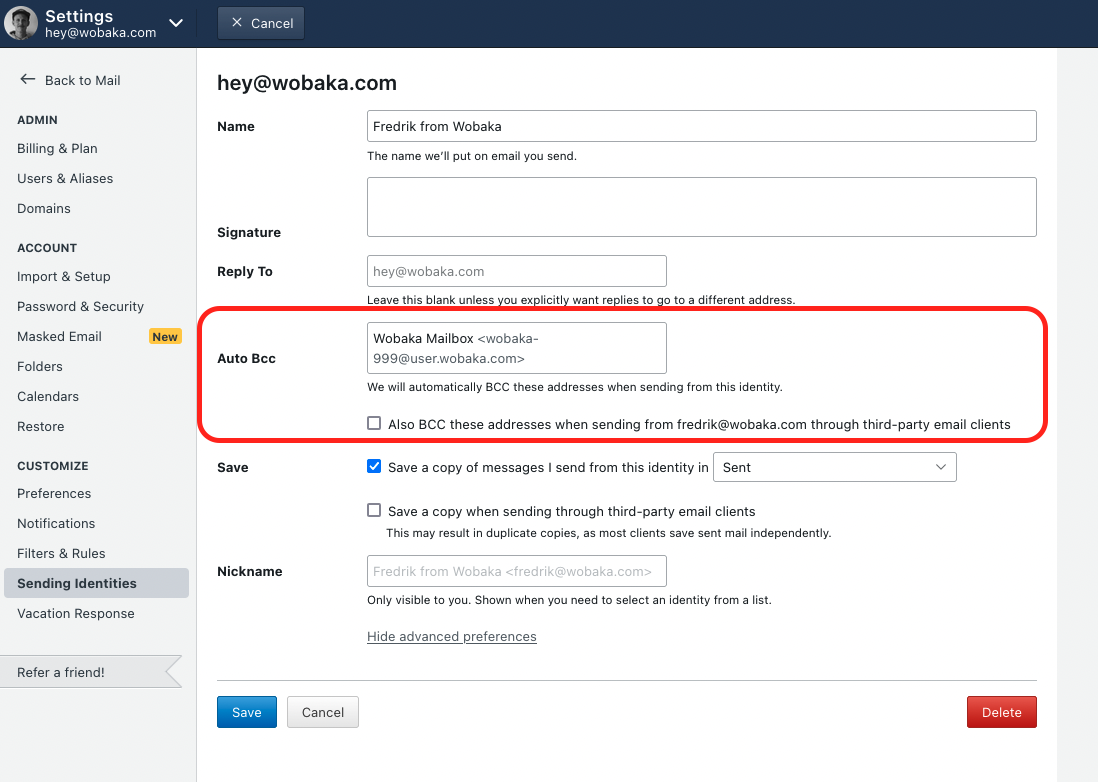 Settings
hey@wobaka.com
Cancel
Back to Mail
ADMIN
Billing & Plan
Users & Aliases
Domains
ACCOUNT
Import & Setup
Password & Security
Masked Email New
Folders
Calendars
Restore
CUSTOMIZE
Preferences
Notifications
Filters & Rules
Sending Identities
Vacation Response
Refer a friend!
hey@wobaka.com
Name
Fredrik from Wobaka
The name we'll put on email you send.
Signature
Reply To
hey@wobaka.com
Leave this blank unless you explicitly want replies to go to a different address.
Auto Bcc
Wobaka Mailbox <wobaka-
999@user.wobaka.com>
We will automatically BCC these addresses when sending from this identity.
Also BCC these addresses when sending from fredrik@wobaka.com through third-party email clients
Save
Save a copy of messages I send from this identity in Sent
Save a copy when sending through third-party email clients
This may result in duplicate copies, as most clients save sent mail independently.
Nickname
Fredrik from Wobaka <fredrik@wobaka.com>
Only visible to you. Shown when you need to select an identity from a list.
Hide advanced preferences
Save
Cancel
Delete